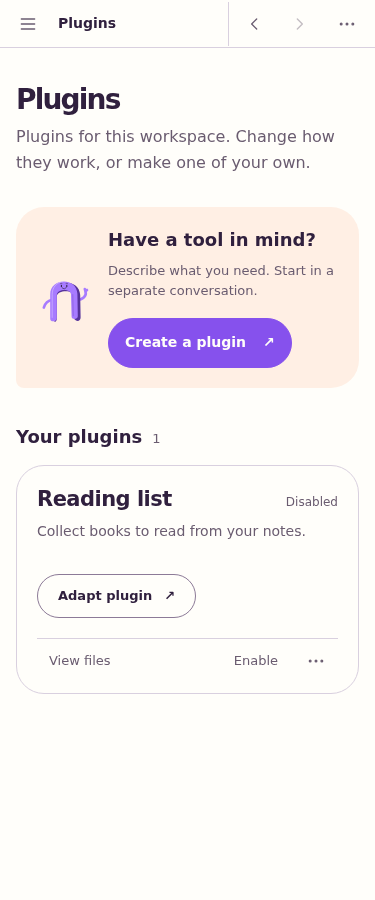 Plugins
Plugins
Plugins for this workspace. Change how
they work, or make one of your own.
Have a tool in mind?
Describe what you need. Start in a
separate conversation.
Create a plugin ↗
Your plugins 1
Reading list
Disabled
Collect books to read from your notes.
Adapt plugin ↗
View files
Enable